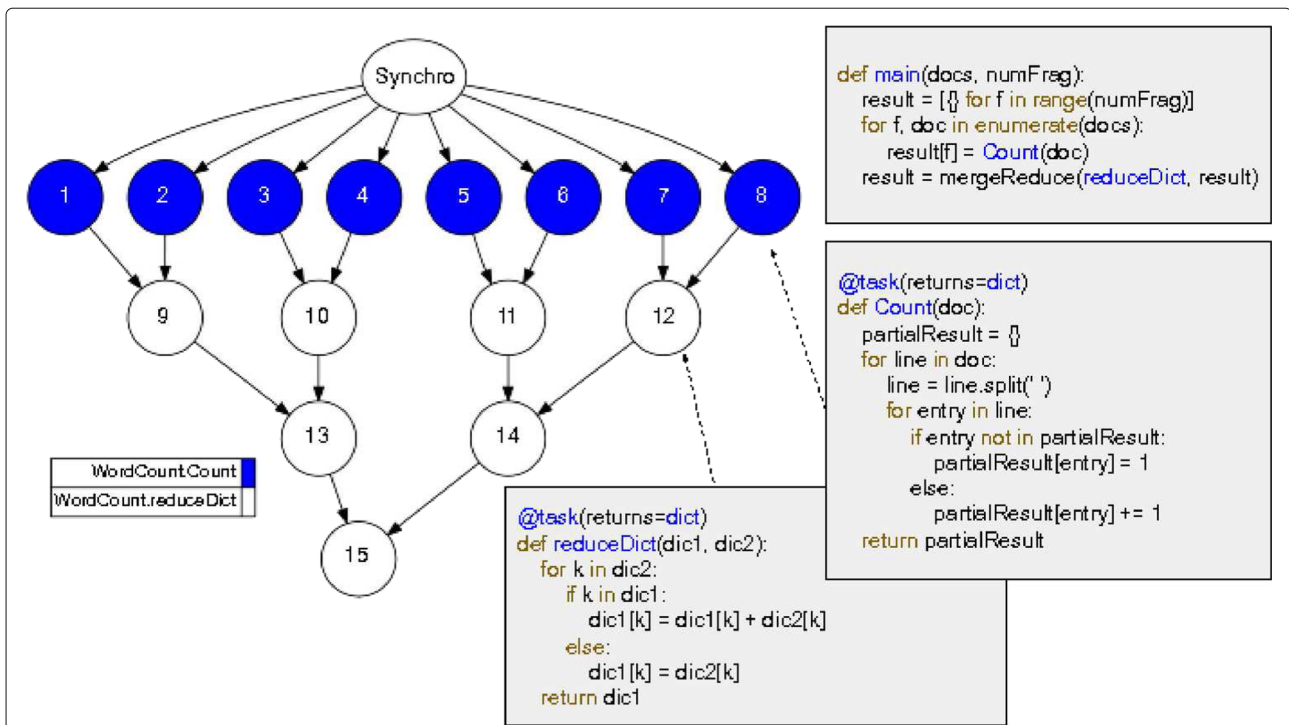 Synchro
1 2 3 4 5 6 7 8
9 10 11 12
13 14
15
WordCount.Count
WordCount.reduceDict
def main(docs, numFrag):
    result = [{} for f in range(numFrag)]
    for f, doc in enumerate(docs):
        result[f] = Count(doc)
    result = mergeReduce(reduceDict, result)
@task(returns=dict)
def Count(doc):
    partialResult = {}
    for line in doc:
        line = line.split(' ')
        for entry in line:
            if entry not in partialResult:
                partialResult[entry] = 1
            else:
                partialResult[entry] += 1
    return partialResult
@task(returns=dict)
def reduceDict(dic1, dic2):
    for k in dic2:
        if k in dic1:
            dic1[k] = dic1[k] + dic2[k]
        else:
            dic1[k] = dic2[k]
    return dic1